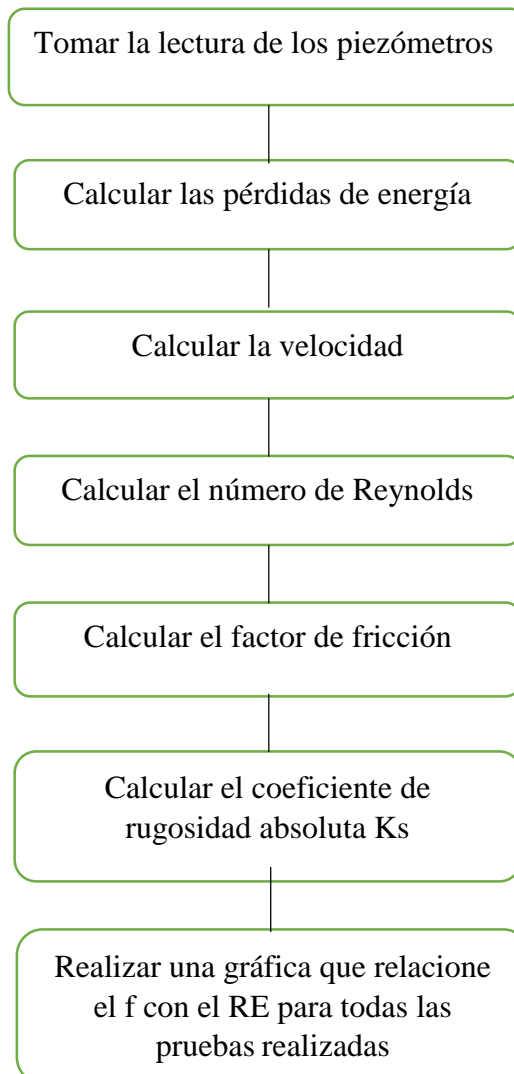 Tomar la lectura de los piezómetros
Calcular las pérdidas de energía
Calcular la velocidad
Calcular el número de Reynolds
Calcular el factor de fricción
Calcular el coeficiente de
rugosidad absoluta Ks
Realizar una gráfica que relacione
el f con el RE para todas las
pruebas realizadas